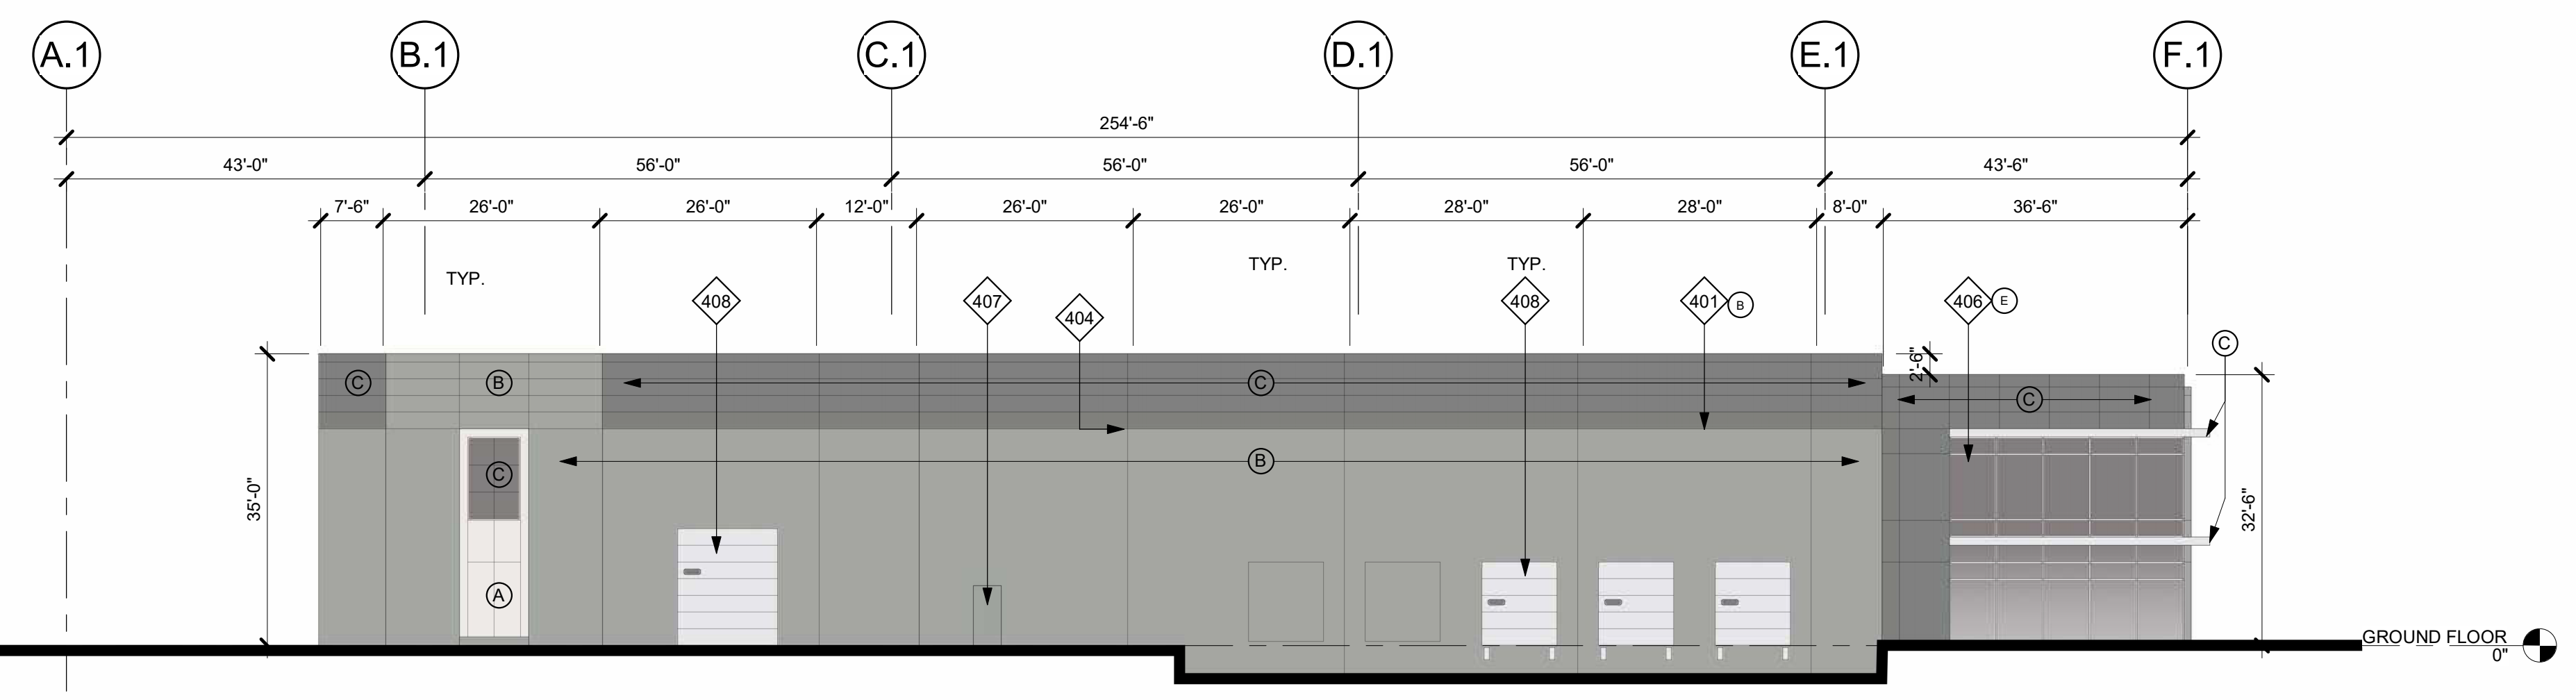 A.1 B.1 C.1 D.1 E.1 F.1
254'-6"
43'-0" 56'-0" 56'-0" 56'-0" 43'-6"
7'-6" 26'-0" 26'-0" 12'-0" 26'-0" 26'-0" 28'-0" 28'-0" 8'-0" 36'-6"
TYP. TYP. TYP.
408 407 404 408 401 B 406 E
C
2'-6"
C B C C
C B
35'-0" 32'-6"
A
GROUND FLOOR
0"